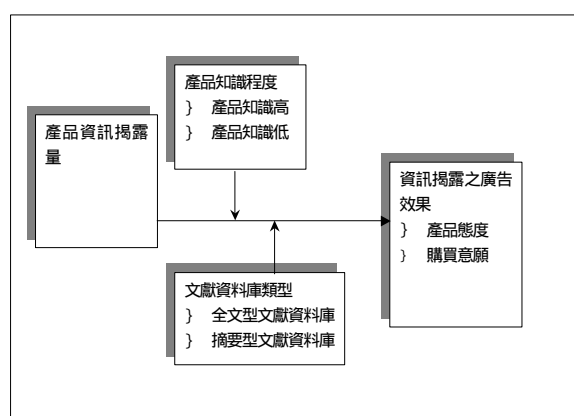 產品知識程度
} 產品知識高
} 產品知識低
產品資訊揭露
量
資訊揭露之廣告
效果
} 產品態度
} 購買意願
文獻資料庫類型
} 全文型文獻資料庫
} 摘要型文獻資料庫